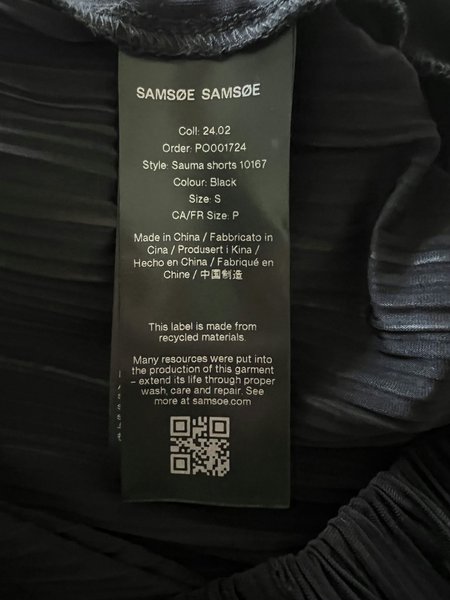 SAMSØE SAMSØE
Coll: 24.02
Order: PO001724
Style: Sauma shorts 10167
Colour: Black
Size: S
CA/FR Size: P
Made in China / Fabbricato in
Cina / Produsert i Kina /
Hecho en China / Fabriqué en
Chine / 中国制造
This label is made from
recycled materials.
Many resources were put into
the production of this garment
– extend its life through proper
wash, care and repair. See
more at samsoe.com